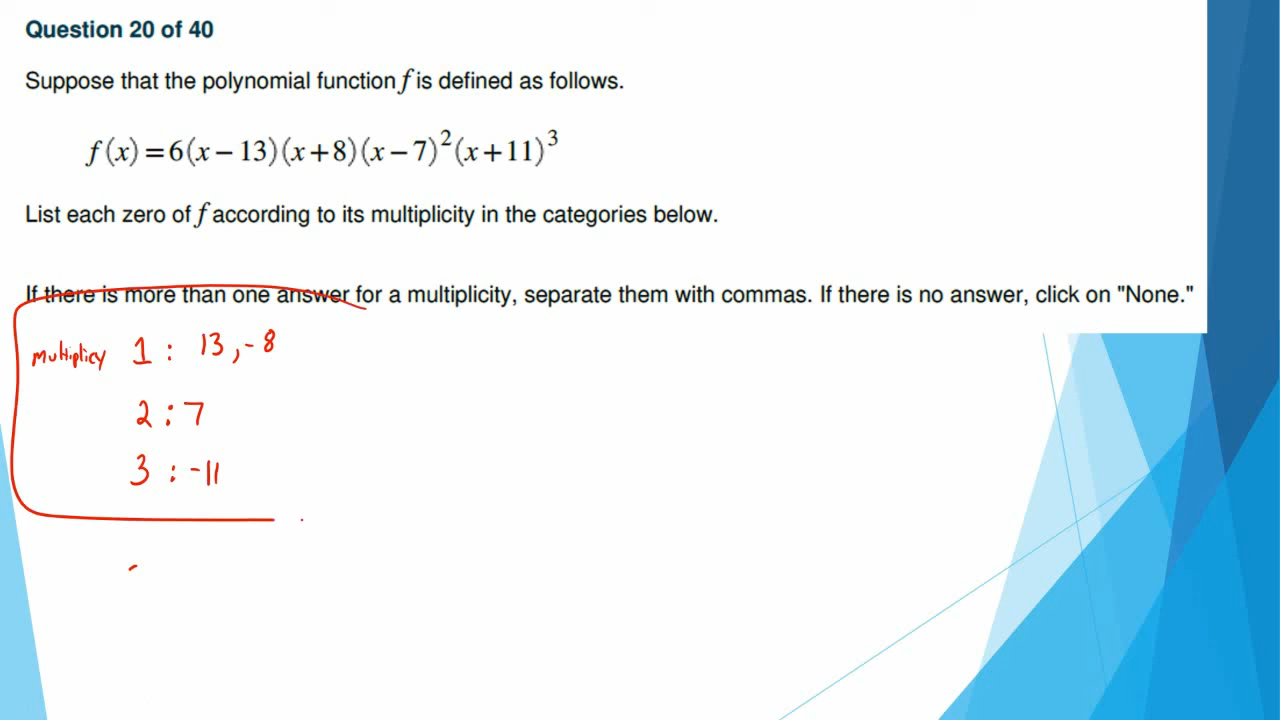 Question 20 of 40
Suppose that the polynomial function f is defined as follows.
f(x)=6(x−13)(x+8)(x−7)²(x+11)³
List each zero of f according to its multiplicity in the categories below.
If there is more than one answer for a multiplicity, separate them with commas. If there is no answer, click on "None."
Multiplicy 1 : 13, -8
2 : 7
3 : -11